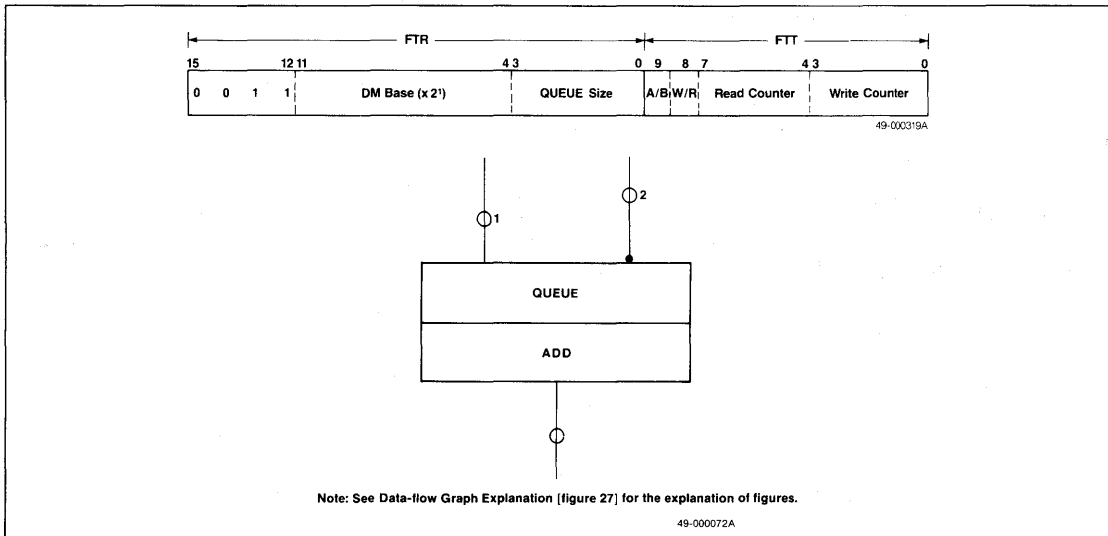 FTR FTT
15 12 11 4 3 0 9 8 7 4 3 0
0 0 1 1 DM Base (x 2¹) QUEUE Size A/B W/R Read Counter Write Counter
49-000319A
1 2
QUEUE
ADD
Note: See Data-flow Graph Explanation [figure 27] for the explanation of figures.
49-000072A